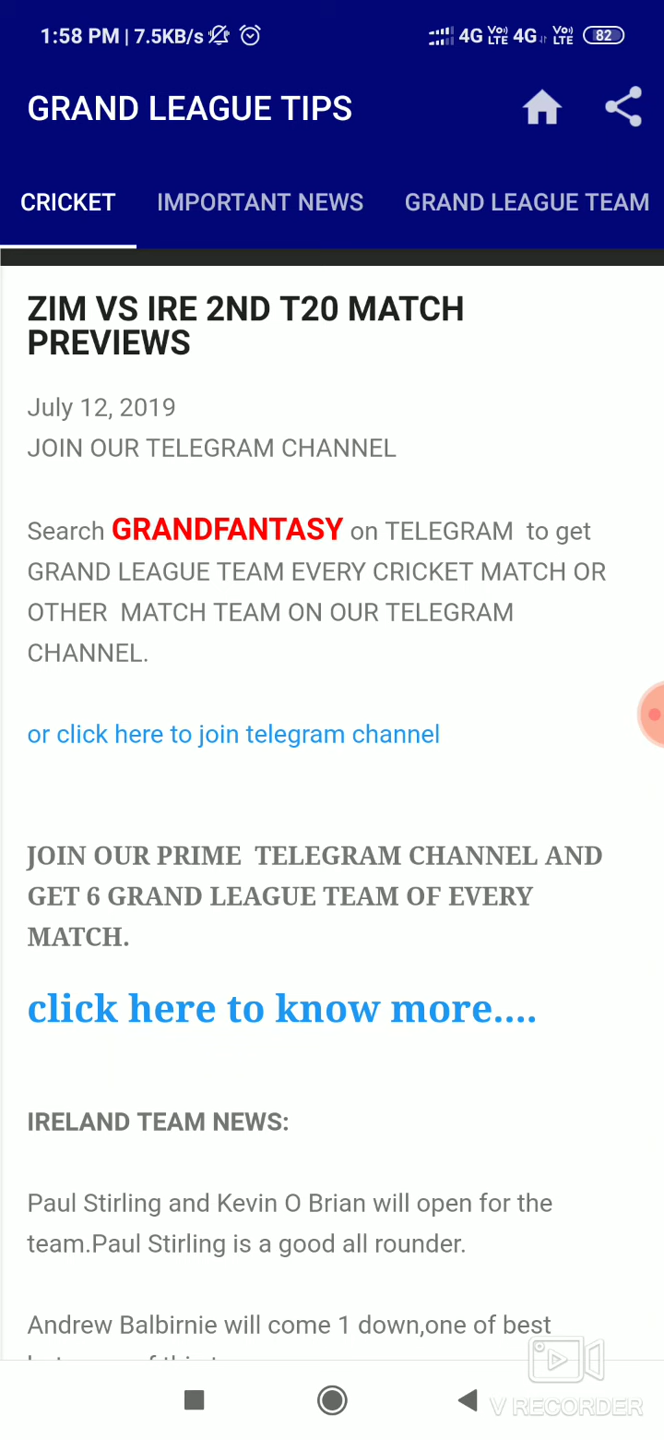 1:58 PM | 7.5KB/s 4G Vo) LTE 4G Vo) LTE 82
GRAND LEAGUE TIPS
CRICKET IMPORTANT NEWS GRAND LEAGUE TEAM
ZIM VS IRE 2ND T20 MATCH
PREVIEWS
July 12, 2019
JOIN OUR TELEGRAM CHANNEL
Search GRANDFANTASY on TELEGRAM to get
GRAND LEAGUE TEAM EVERY CRICKET MATCH OR
OTHER MATCH TEAM ON OUR TELEGRAM
CHANNEL.
or click here to join telegram channel
JOIN OUR PRIME TELEGRAM CHANNEL AND
GET 6 GRAND LEAGUE TEAM OF EVERY
MATCH.
click here to know more....
IRELAND TEAM NEWS:
Paul Stirling and Kevin O Brian will open for the
team.Paul Stirling is a good all rounder.
Andrew Balbirnie will come 1 down,one of best
V RECORDER